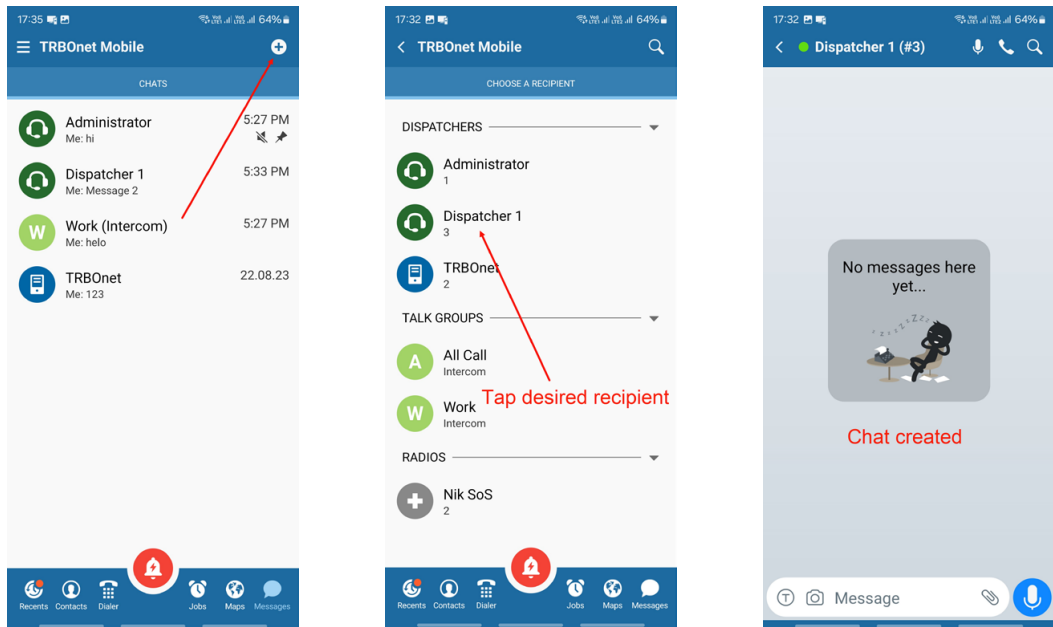 17:35
64%
TRBOnet Mobile
CHATS
Administrator
5:27 PM
Me: hi
Dispatcher 1
5:33 PM
Me: Message 2
W
Work (Intercom)
5:27 PM
Me: helo
TRBOnet
22.08.23
Me: 123
Recents
Contacts
Dialer
Jobs
Maps
Messages
17:32
64%
TRBOnet Mobile
CHOOSE A RECIPIENT
DISPATCHERS
Administrator
1
Dispatcher 1
3
TRBOnet
2
TALK GROUPS
A
All Call
Intercom
Tap desired recipient
W
Work
Intercom
RADIOS
Nik SoS
2
Recents
Contacts
Dialer
Jobs
Maps
Messages
17:32
64%
Dispatcher 1 (#3)
No messages here
yet...
z z z Z Z Z
Chat created
T
Message